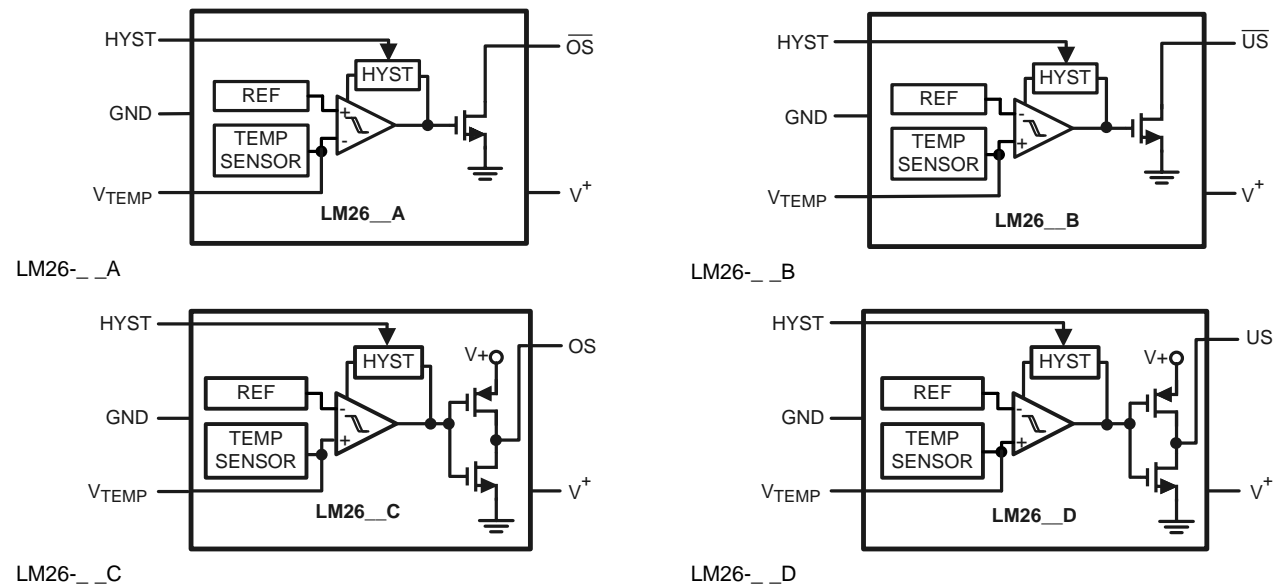 HYST
HYST
OS
REF
+
GND
TEMP
SENSOR
-
VTEMP
V+
LM26__A
LM26-_ _A
HYST
HYST
US
REF
-
GND
TEMP
SENSOR
+
VTEMP
V+
LM26__B
LM26-_ _B
HYST
HYST
V+
OS
REF
-
GND
TEMP
SENSOR
+
VTEMP
V+
LM26__C
LM26-_ _C
HYST
HYST
V+
US
REF
-
GND
TEMP
SENSOR
+
VTEMP
V+
LM26__D
LM26-_ _D